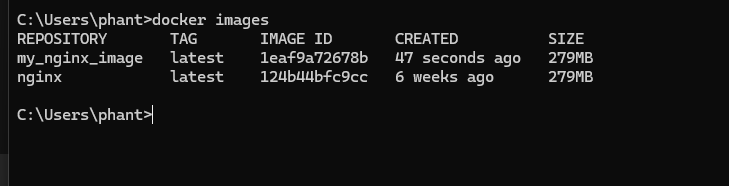 C:\Users\phant>docker images
REPOSITORY TAG IMAGE ID CREATED SIZE
my_nginx_image latest 1eaf9a72678b 47 seconds ago 279MB
nginx latest 124b44bfc9cc 6 weeks ago 279MB
C:\Users\phant>